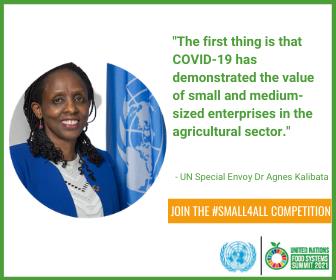 "The first thing is that
COVID-19 has
demonstrated the value
of small and medium-
sized enterprises in the
agricultural sector."
- UN Special Envoy Dr Agnes Kalibata
JOIN THE #SMALL4ALL COMPETITION
UNITED NATIONS
FOOD SYSTEMS
SUMMIT 2021